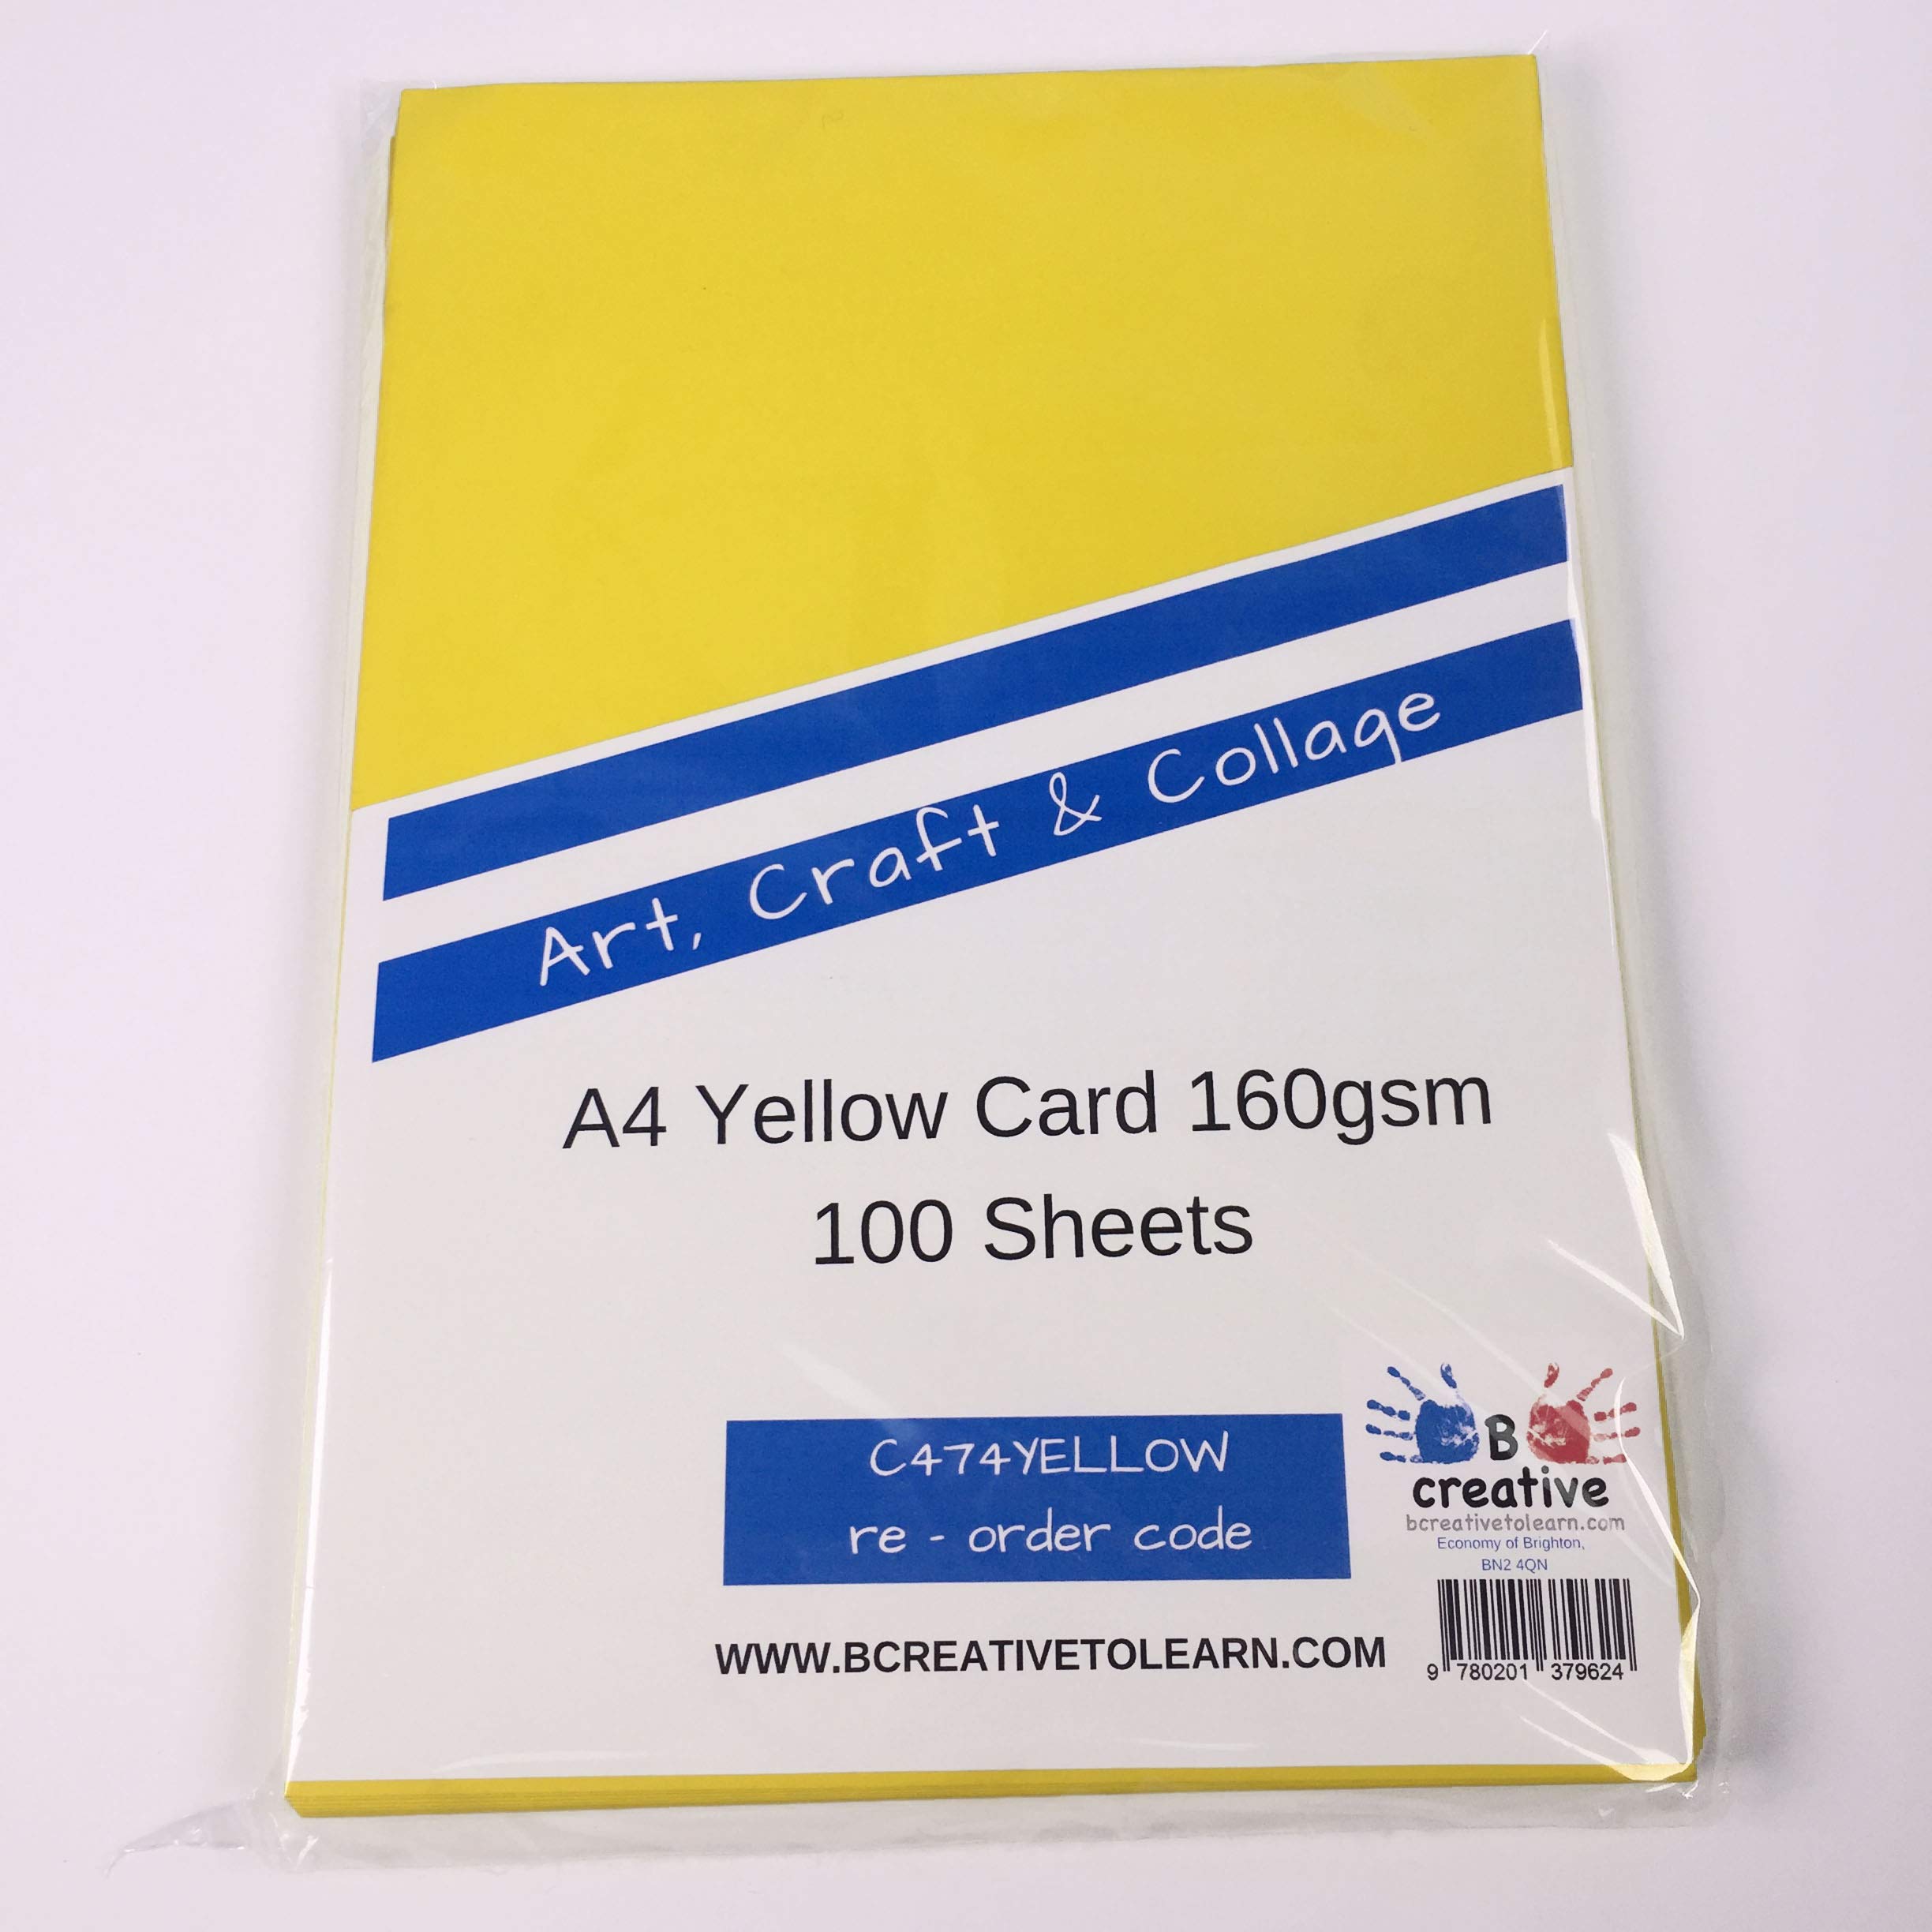 Art, Craft & Collage
A4 Yellow Card 160gsm
100 Sheets
C474YELLOW
re - order code
WWW.BCREATIVETOLEARN.COM
B
creative
bcreativetolearn.com
Economy of Brighton,
BN2 4QN
9 780201 379624